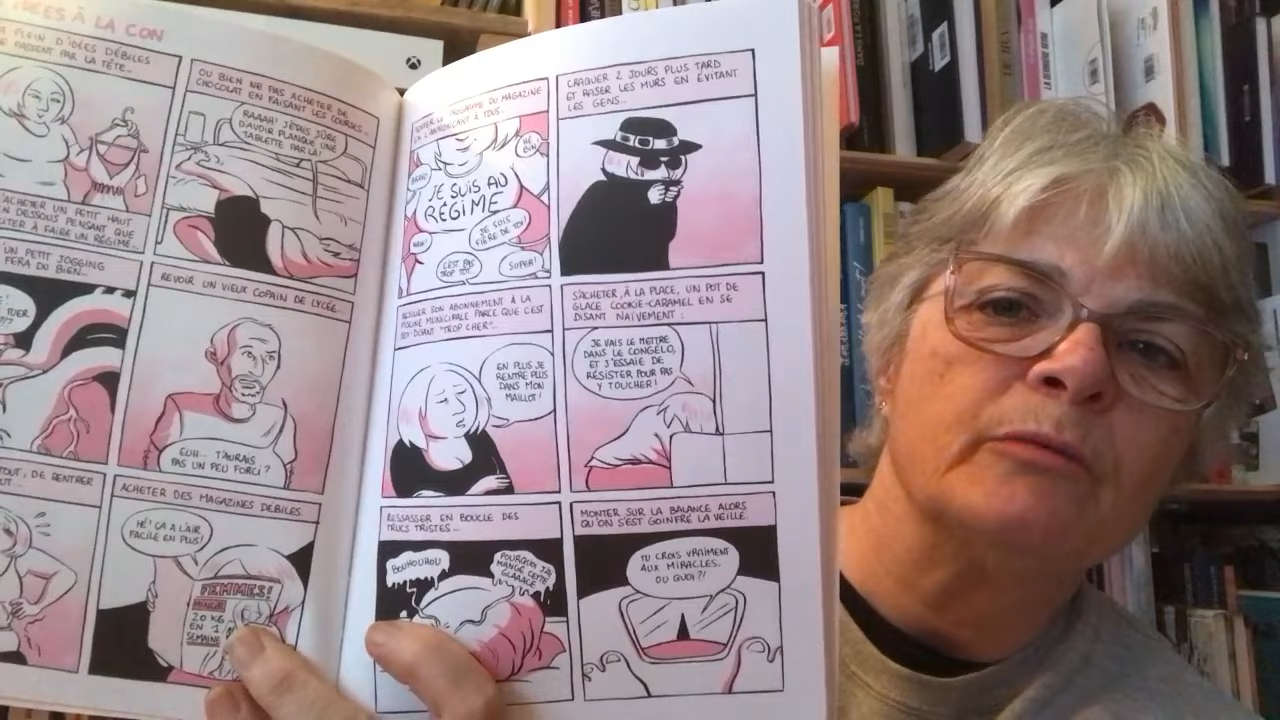 IDÉES À LA CON
PLEIN D'IDÉES DÉBILES
PASSENT PAR LA TÊTE...
OU BIEN NE PAS ACHETER DE
CHOCOLAT EN FAISANT LES COURSES...
RAAAH! J'ÉTAIS SÛRE
D'AVOIR PLANQUÉ UNE
TABLETTE PAR LÀ!
S'ACHETER UN PETIT HAUT
EN DESSOUS PENSANT QUE
À FAIRE UN RÉGIME...
UN PETIT JOGGING
FERA DU BIEN...
TUER
REVOIR UN VIEUX COPAIN DE LYCÉE...
EUH... T'AURAIS
PAS UN PEU FORCI?
TOUT, DE RENTRER
ACHETER DES MAGAZINES DÉBILES.
HÉ! ÇA A L'AIR
FACILE EN PLUS!
FEMMES!
20 KG
EN 1
SEMAINE
PROGRAMME DU MAGAZINE
EN L'ANNONÇANT À TOUS.
HÉ
BIN
BRAVO
JE SUIS AU
RÉGIME
JE SUIS
FIÈRE DE TOI!
C'EST PAS
TROP TÔT...
SUPER!
CRAQUER 2 JOURS PLUS TARD
ET RASER LES MURS EN ÉVITANT
LES GENS...
RÉSILIER SON ABONNEMENT À LA
PISCINE MUNICIPALE PARCE QUE C'EST
SOI-DISANT "TROP CHER"...
EN PLUS JE
RENTRE PLUS
DANS MON
MAILLOT!
S'ACHETER, À LA PLACE, UN POT DE
GLACE COOKIE-CARAMEL EN SE
DISANT NAÏVEMENT:
JE VAIS LE METTRE
DANS LE CONGÉLO,
ET J'ESSAIE DE
RÉSISTER POUR PAS
Y TOUCHER!
RESSASSER EN BOUCLE DES
TRUCS TRISTES...
BOUHOUHOU
POURQUOI J'AI
MANGÉ CETTE
GLAAACE
MONTER SUR LA BALANCE ALORS
QU'ON S'EST GOINFRÉ LA VEILLE.
TU CROIS VRAIMENT
AUX MIRACLES,
OU QUOI?!